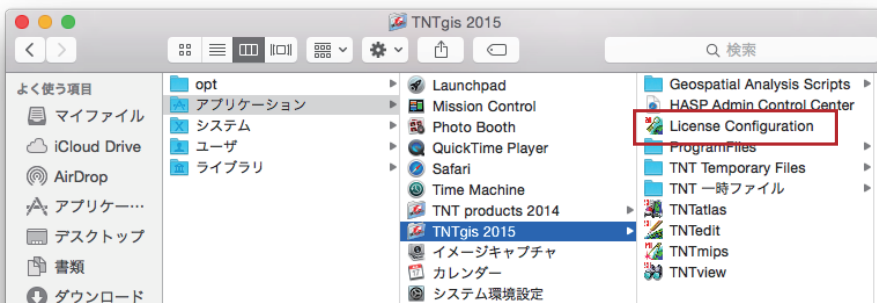 TNTgis 2015
検索
よく使う項目
マイファイル
iCloud Drive
AirDrop
アプリケー…
デスクトップ
書類
ダウンロード
opt
アプリケーション
システム
ユーザ
ライブラリ
Launchpad
Mission Control
Photo Booth
QuickTime Player
Safari
Time Machine
TNT products 2014
TNTgis 2015
イメージキャプチャ
カレンダー
システム環境設定
Geospatial Analysis Scripts
HASP Admin Control Center
License Configuration
ProgramFiles
TNT Temporary Files
TNT 一時ファイル
TNTatlas
TNTedit
TNTmips
TNTview